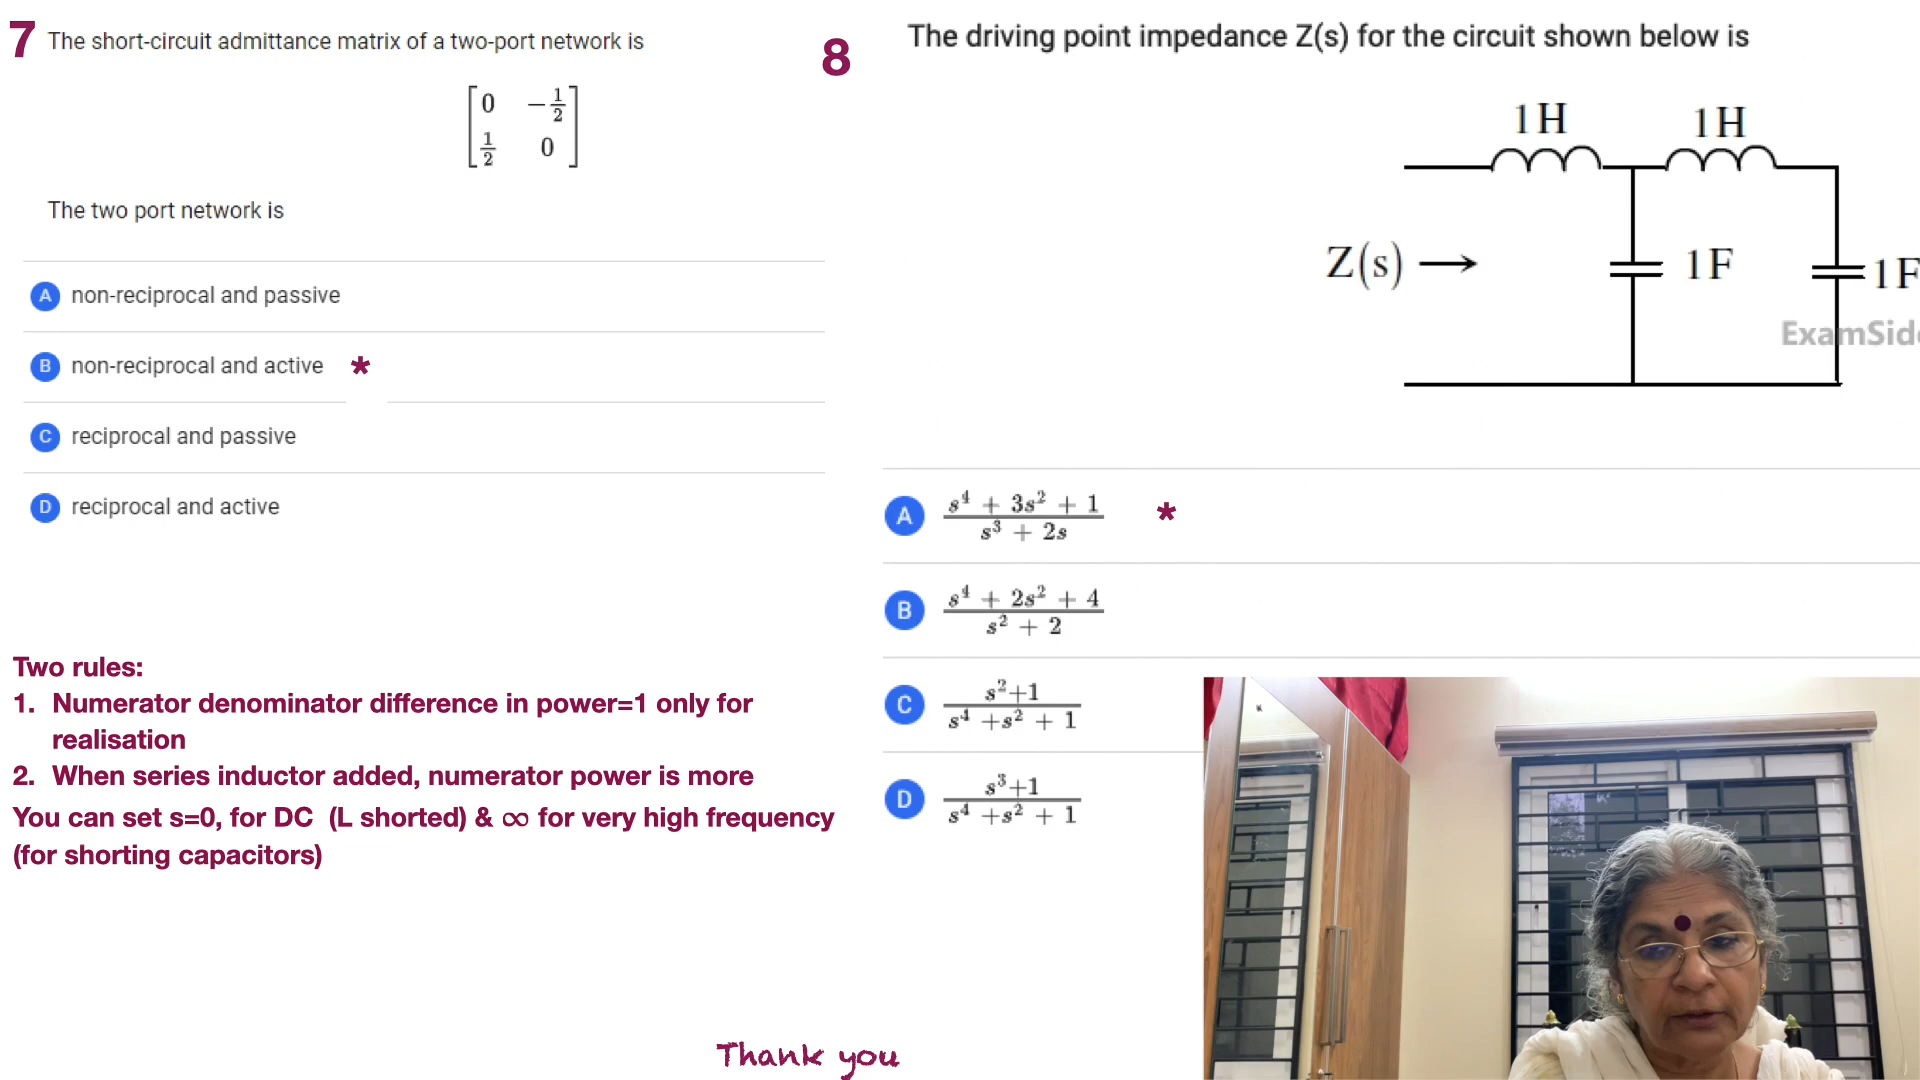 7 The short-circuit admittance matrix of a two-port network is
[0 −1/2
1/2 0]
The two port network is
A non-reciprocal and passive
B non-reciprocal and active *
C reciprocal and passive
D reciprocal and active
Two rules:
1. Numerator denominator difference in power=1 only for
realisation
2. When series inductor added, numerator power is more
You can set s=0, for DC (L shorted) & ∞ for very high frequency
(for shorting capacitors)
8 The driving point impedance Z(s) for the circuit shown below is
1H 1H
Z(s) → 1F 1F
ExamSid
A (s⁴ + 3s² + 1)/(s³ + 2s) *
B (s⁴ + 2s² + 4)/(s² + 2)
C (s²+1)/(s⁴ +s² + 1)
D (s³+1)/(s⁴ +s² + 1)
Thank you